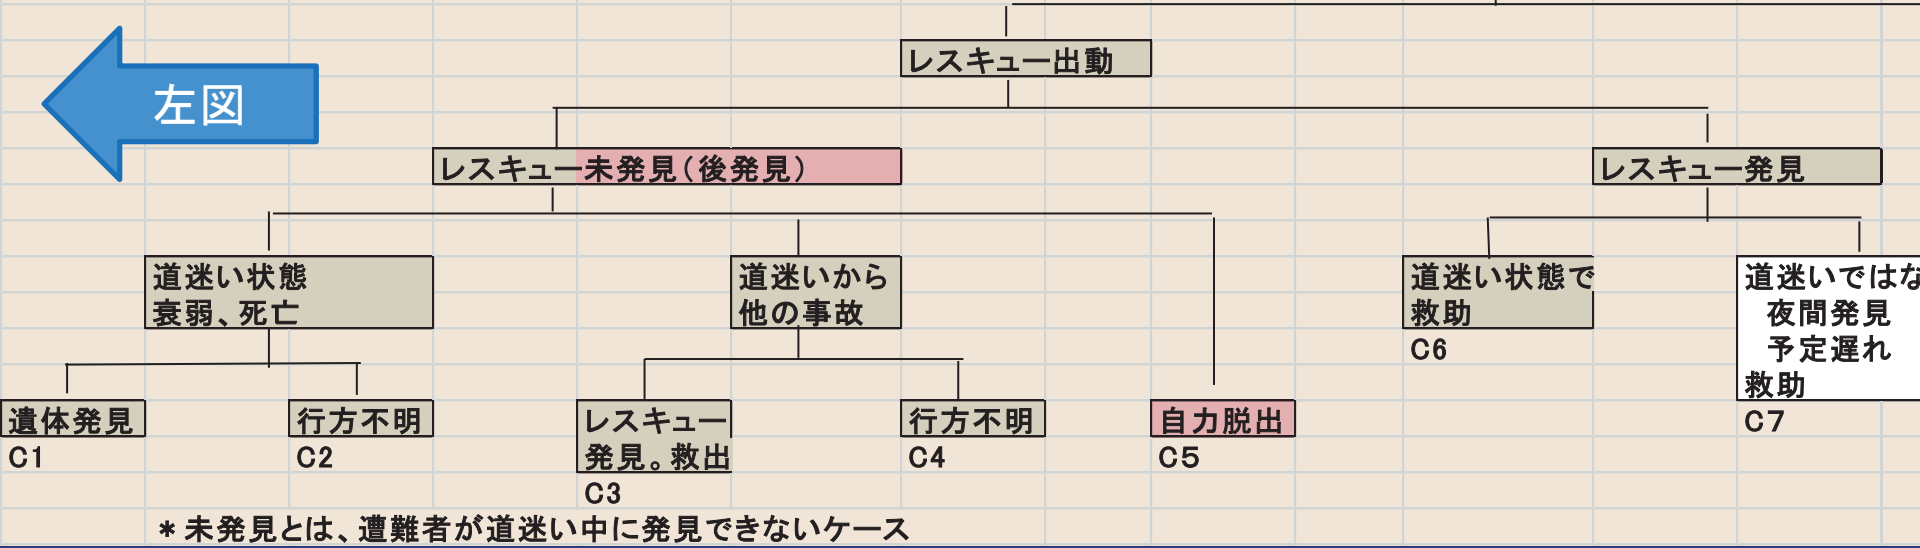 レスキュー出動
左図
レスキュー未発見（後発見）
レスキュー発見
道迷い状態
衰弱、死亡
道迷いから
他の事故
道迷い状態で
救助
C6
道迷いではな
夜間発見
予定遅れ
救助
C7
遺体発見
C1
行方不明
C2
レスキュー
発見。救出
C3
行方不明
C4
自力脱出
C5
＊未発見とは、遭難者が道迷い中に発見できないケース